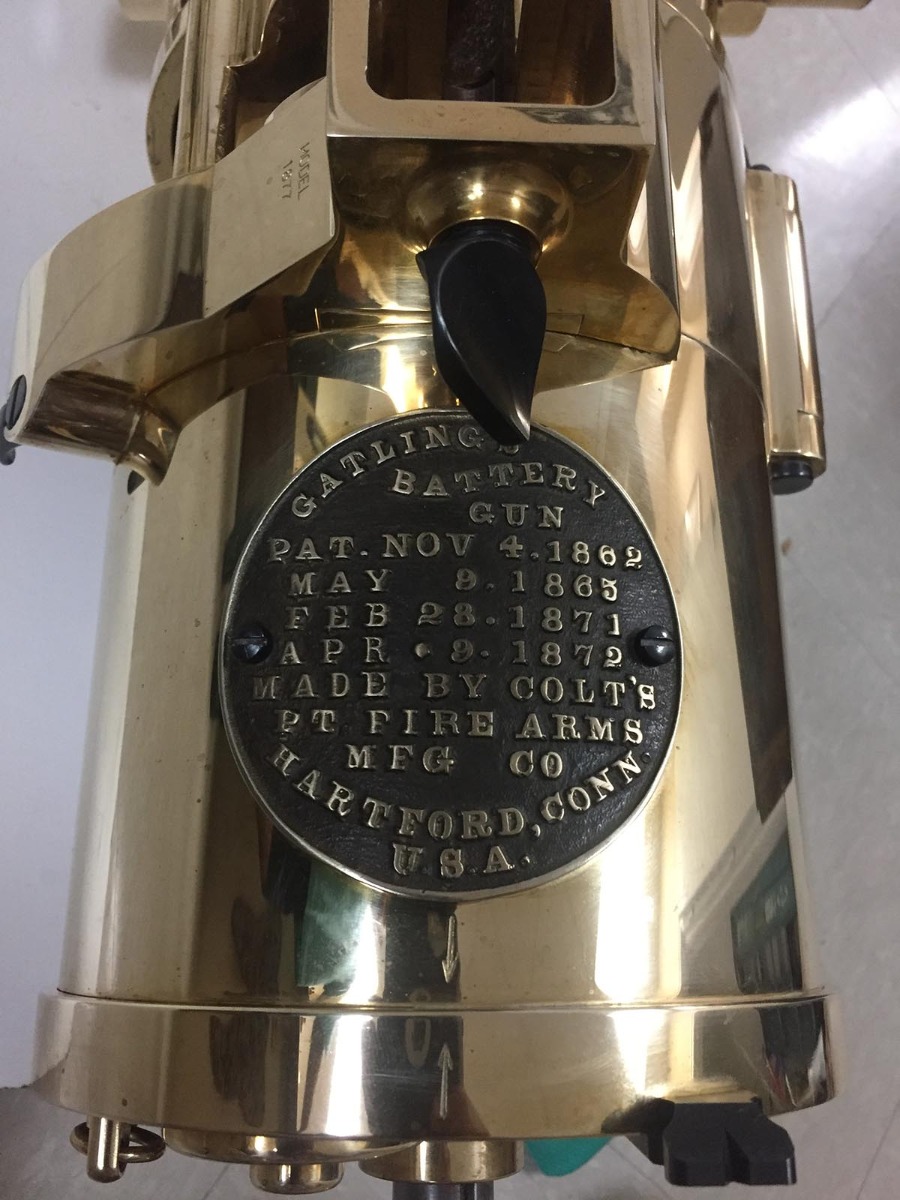 MODEL
1877
GATLING'S
BATTERY
GUN
PAT. NOV 4.1862
MAY 9.1865
FEB 28.1871
APR • 9. 1872
MADE BY COLT'S
PT. FIRE ARMS
MFG CO
HARTFORD, CONN.
U.S.A.